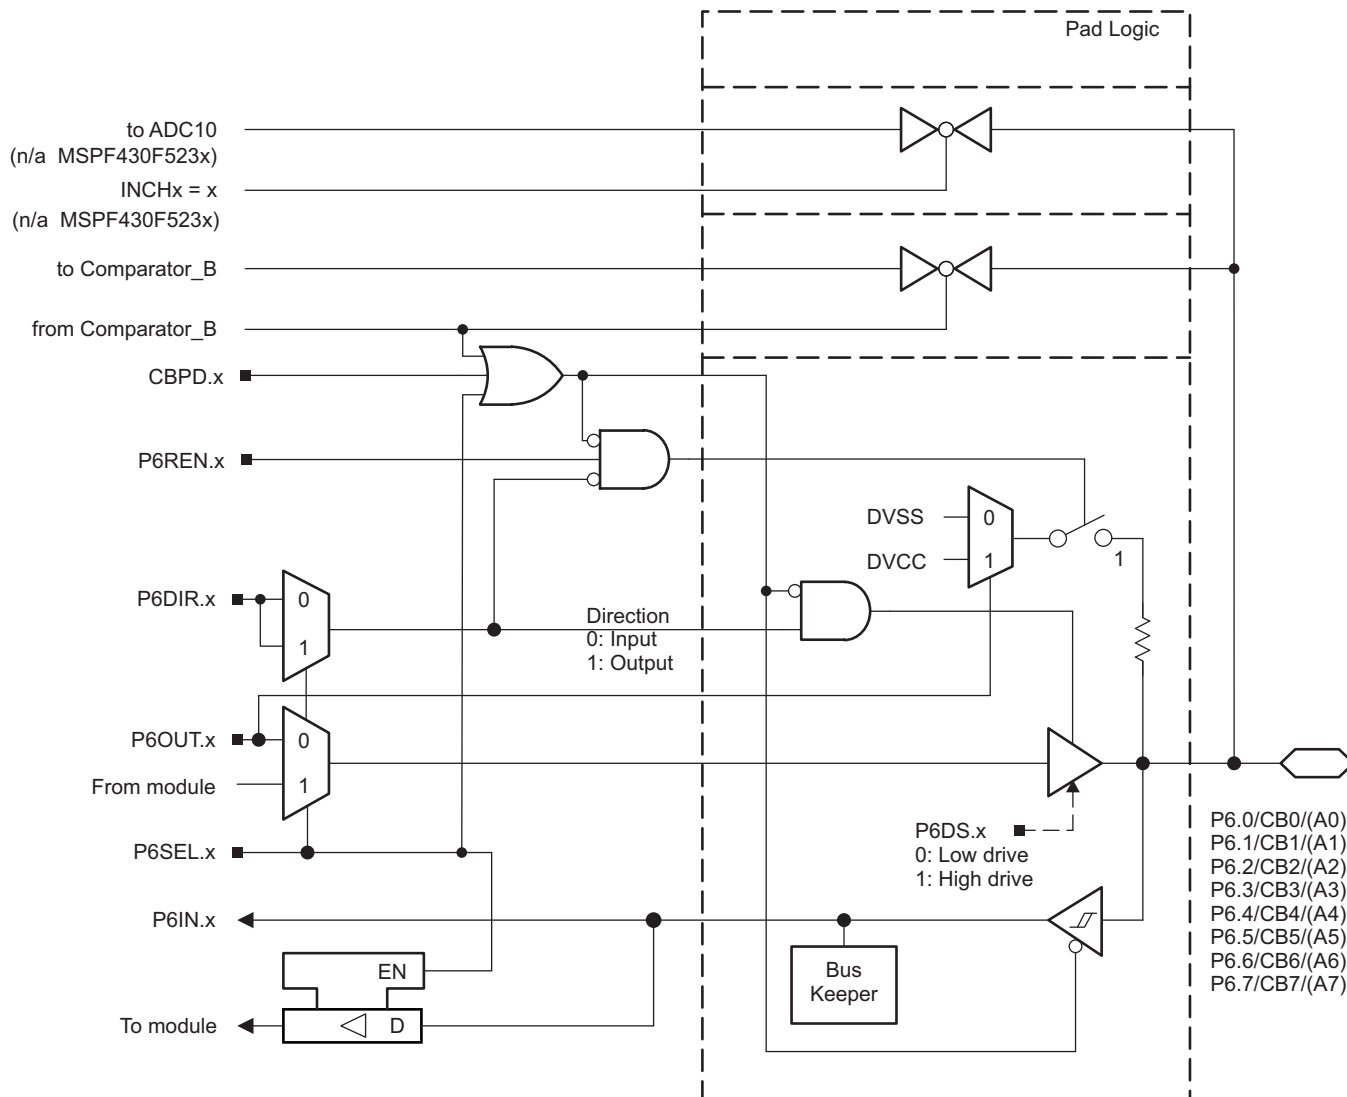 Pad Logic
to ADC10
(n/a MSPF430F523x)
INCHx = x
(n/a MSPF430F523x)
to Comparator_B
from Comparator_B
CBPD.x
P6REN.x
DVSS
0
DVCC
1
1
P6DIR.x
0
1
Direction
0: Input
1: Output
P6OUT.x
0
From module
1
P6DS.x
0: Low drive
1: High drive
P6SEL.x
P6.0/CB0/(A0)
P6.1/CB1/(A1)
P6.2/CB2/(A2)
P6.3/CB3/(A3)
P6.4/CB4/(A4)
P6.5/CB5/(A5)
P6.6/CB6/(A6)
P6.7/CB7/(A7)
P6IN.x
EN
Bus
Keeper
To module
D